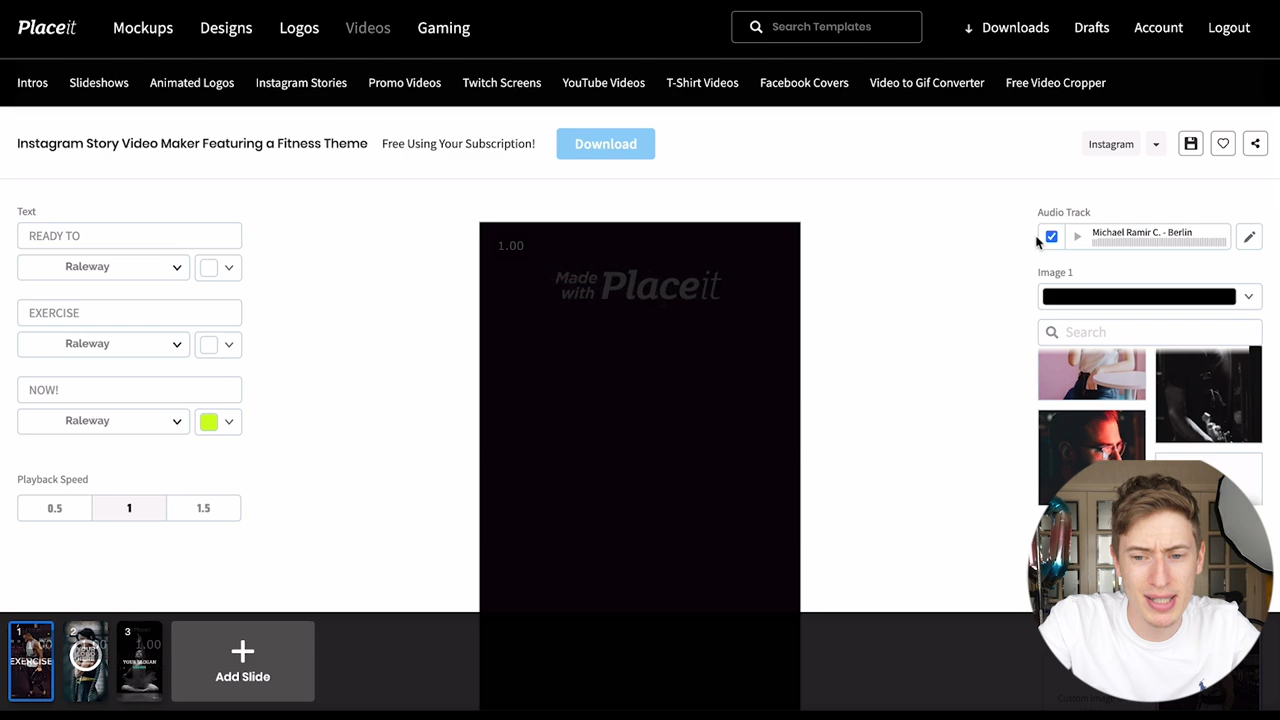 Placeit
Mockups Designs Logos Videos Gaming
Search Templates
Downloads Drafts Account Logout
Intros Slideshows Animated Logos Instagram Stories Promo Videos Twitch Screens YouTube Videos T-Shirt Videos Facebook Covers Video to Gif Converter Free Video Cropper
Instagram Story Video Maker Featuring a Fitness Theme Free Using Your Subscription! Download
Instagram
Text
READY TO
Raleway
EXERCISE
Raleway
NOW!
Raleway
Playback Speed
0.5 1 1.5
1.00
Made with Placeit
Audio Track
Michael Ramir C. - Berlin
Image 1
Search
1
EXERCISE
2
3
1.00
YOUR SLOGAN
Add Slide
Custom Image